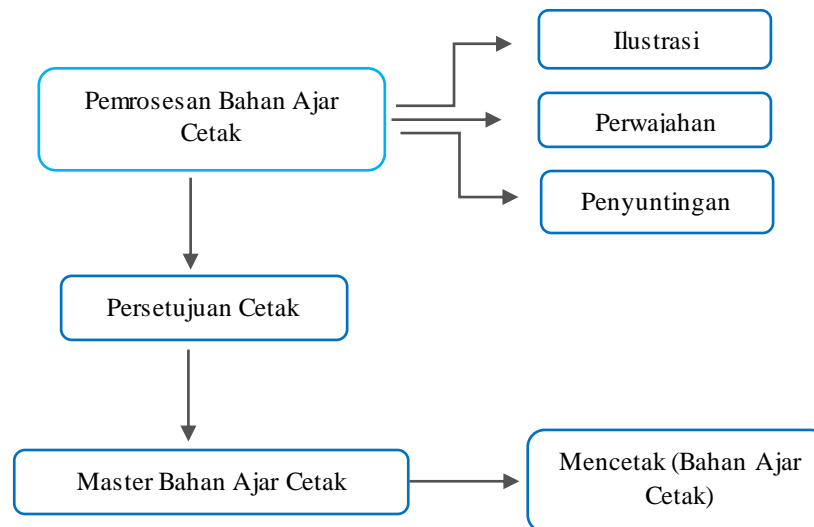 Ilustrasi
Pemrosesan Bahan Ajar
Cetak
Perwajahan
Penyuntingan
Persetujuan Cetak
Master Bahan Ajar Cetak
Mencetak (Bahan Ajar
Cetak)